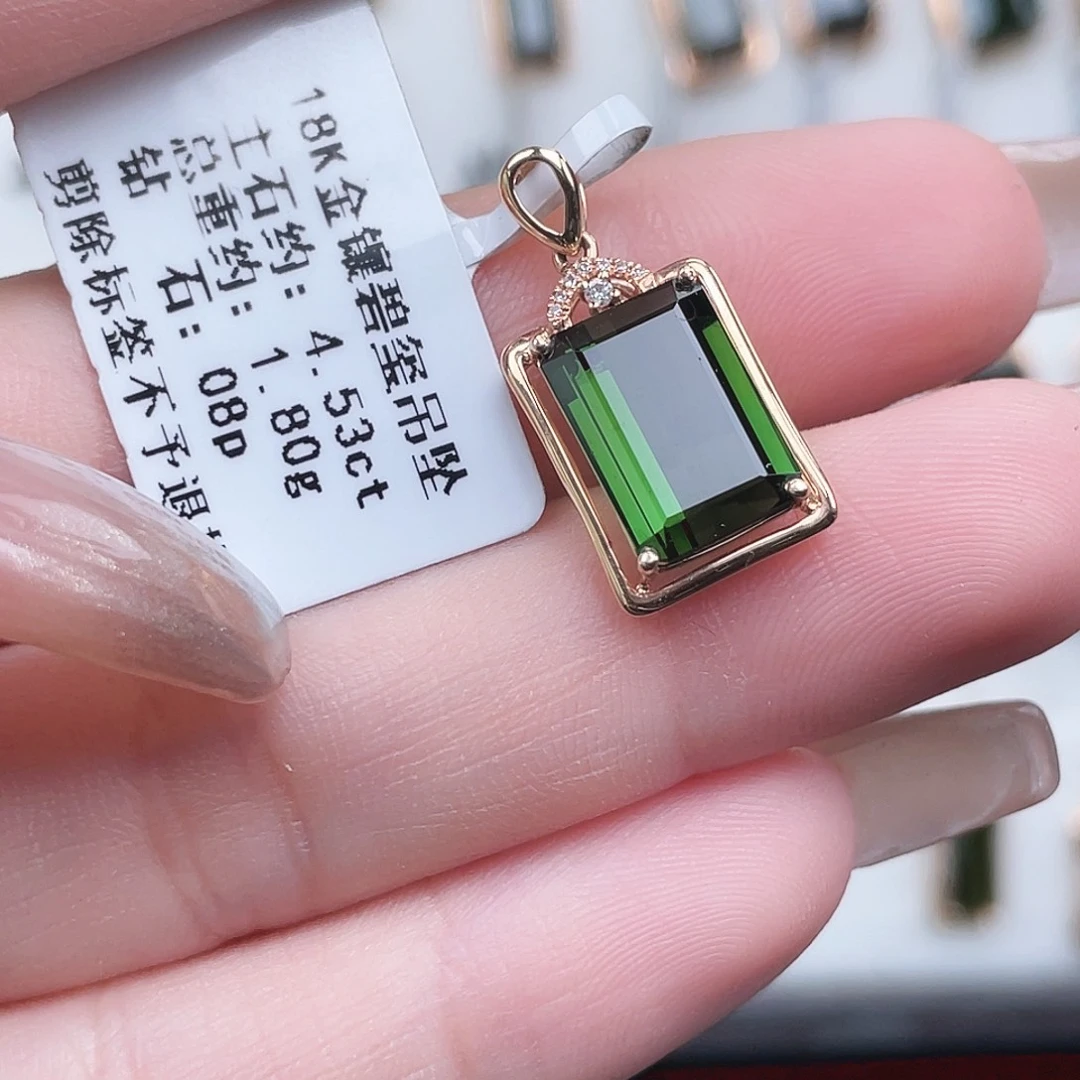 18K金镶碧玺吊坠
主石约: 4.53ct
总重约: 1.80g
钻 石: 08p
剪除标签不予退